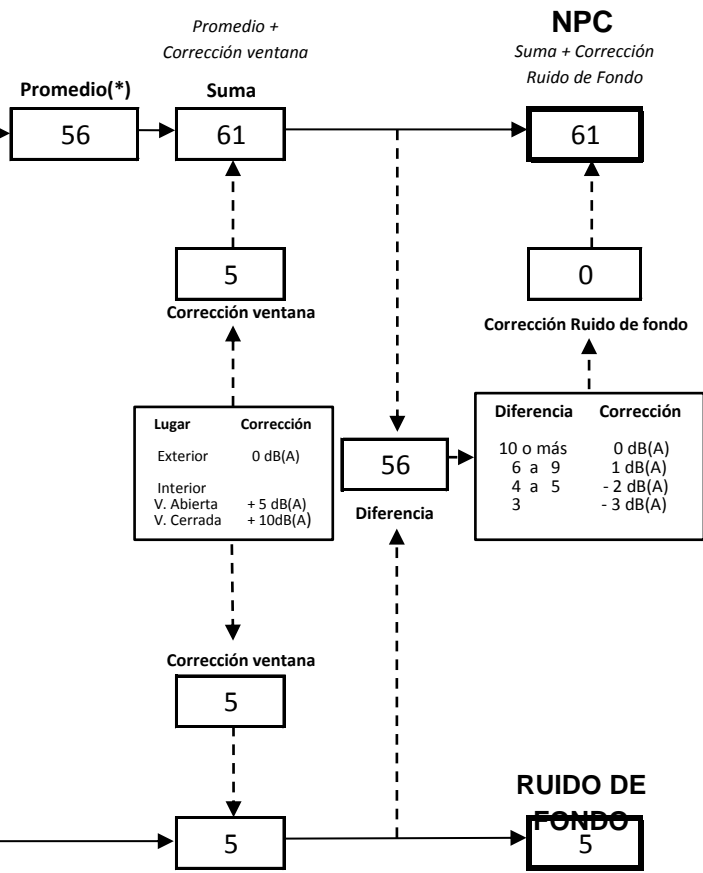 Promedio +
Corrección ventana
NPC
Suma + Corrección
Ruido de Fondo
Promedio(*)
Suma
56
61
61
5
0
Corrección ventana
Corrección Ruido de fondo
Lugar Corrección
Exterior 0 dB(A)
Interior
V. Abierta + 5 dB(A)
V. Cerrada + 10dB(A)
56
Diferencia
Diferencia Corrección
10 o más 0 dB(A)
6 a 9 1 dB(A)
4 a 5 - 2 dB(A)
3 - 3 dB(A)
Corrección ventana
5
RUIDO DE
FONDO
5
5